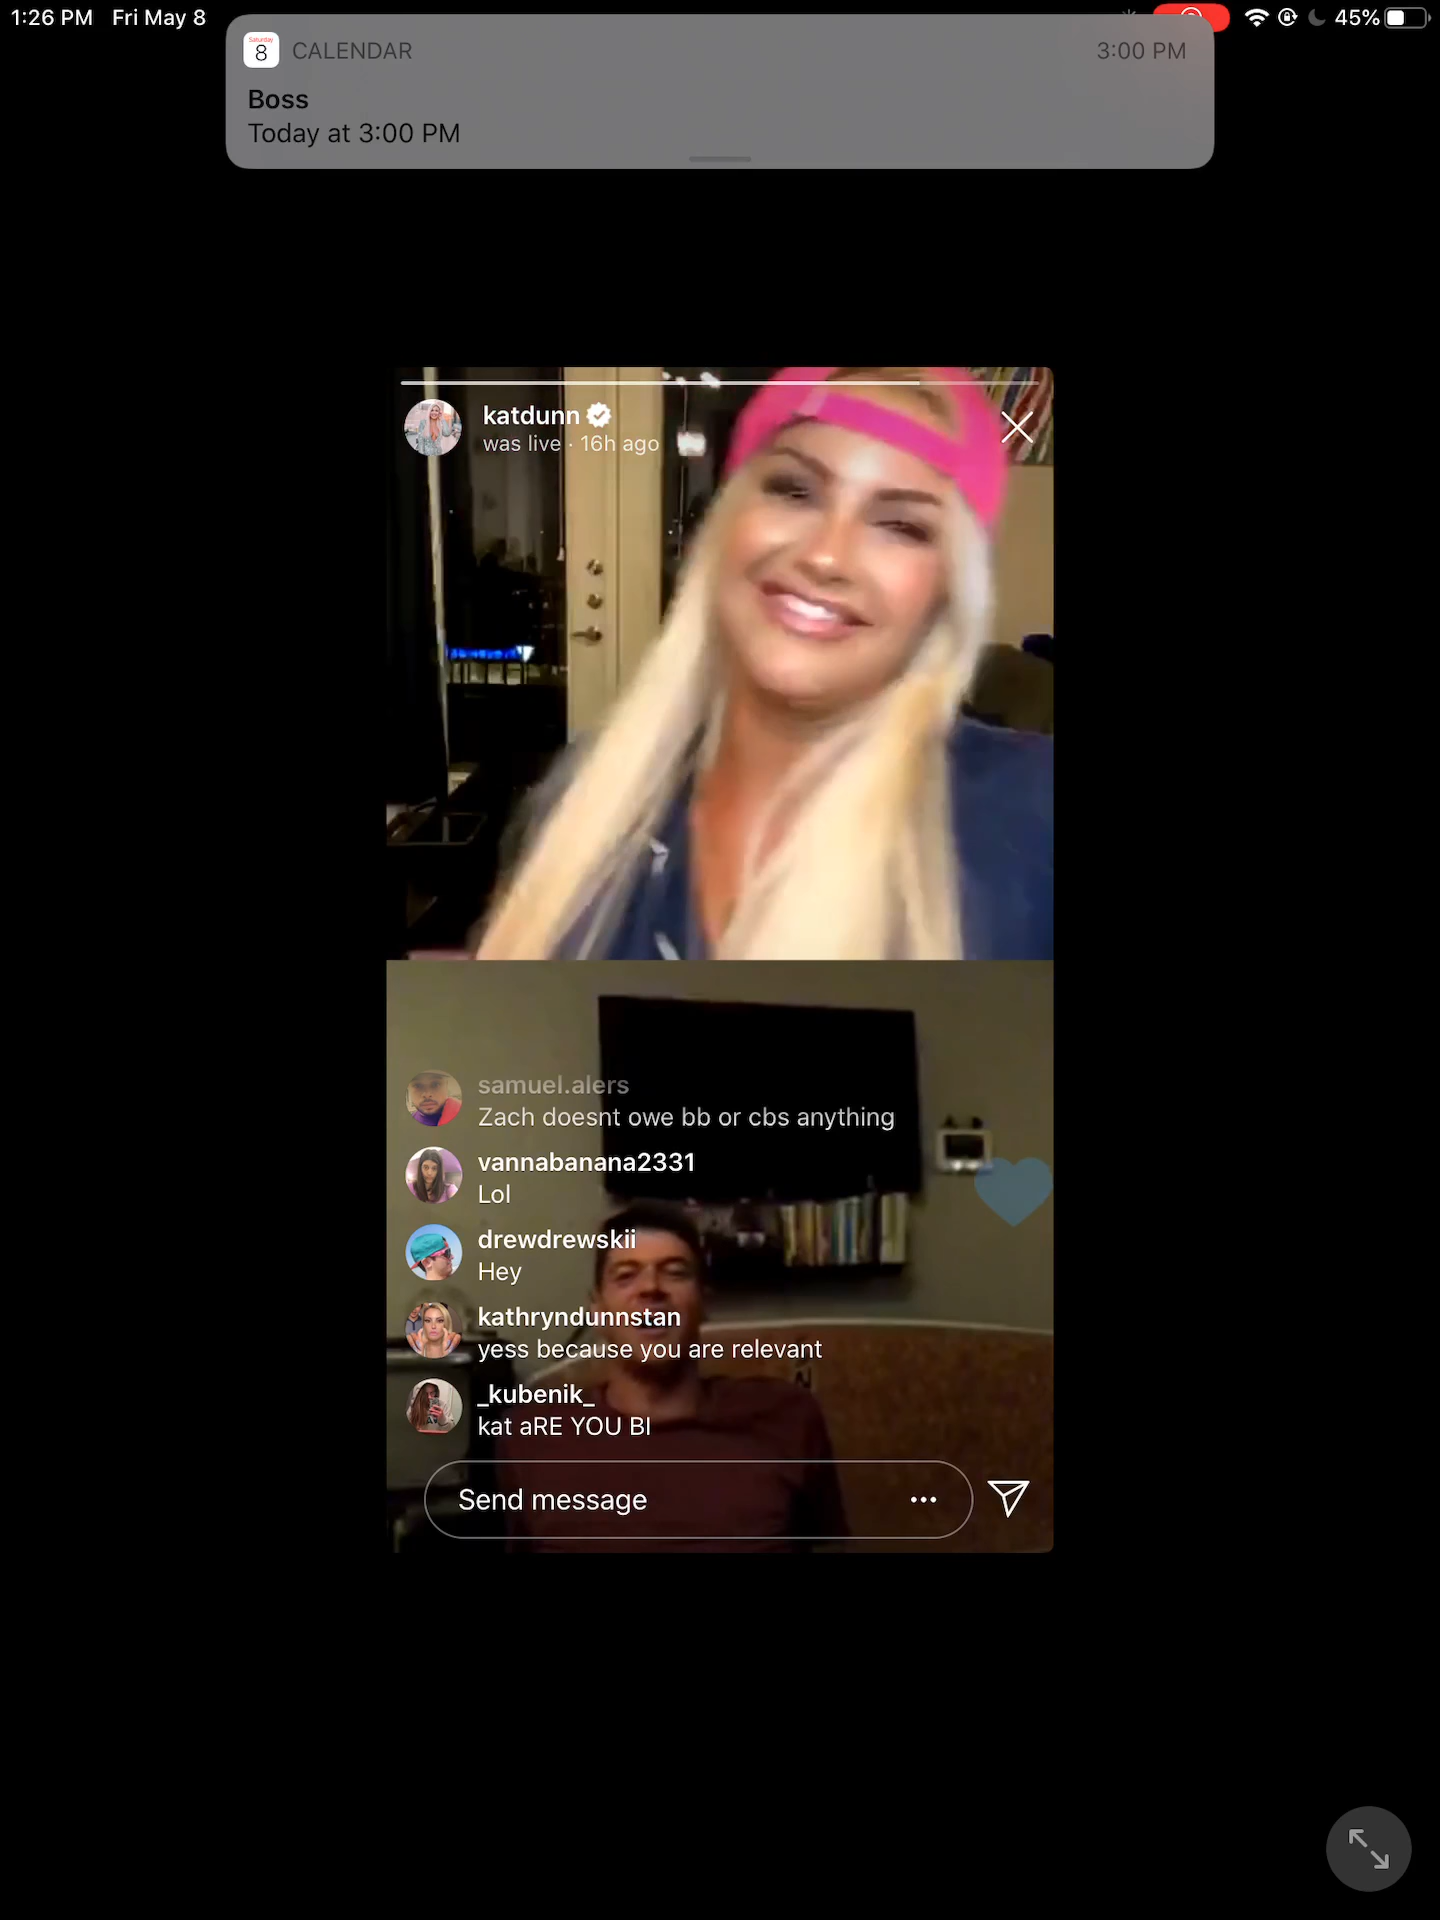 1:26 PM Fri May 8
45%
Saturday
8
CALENDAR
3:00 PM
Boss
Today at 3:00 PM
katdunn
was live · 16h ago
samuel.alers
Zach doesnt owe bb or cbs anything
vannabanana2331
Lol
drewdrewskii
Hey
kathryndunnstan
yess because you are relevant
_kubenik_
kat aRE YOU BI
Send message